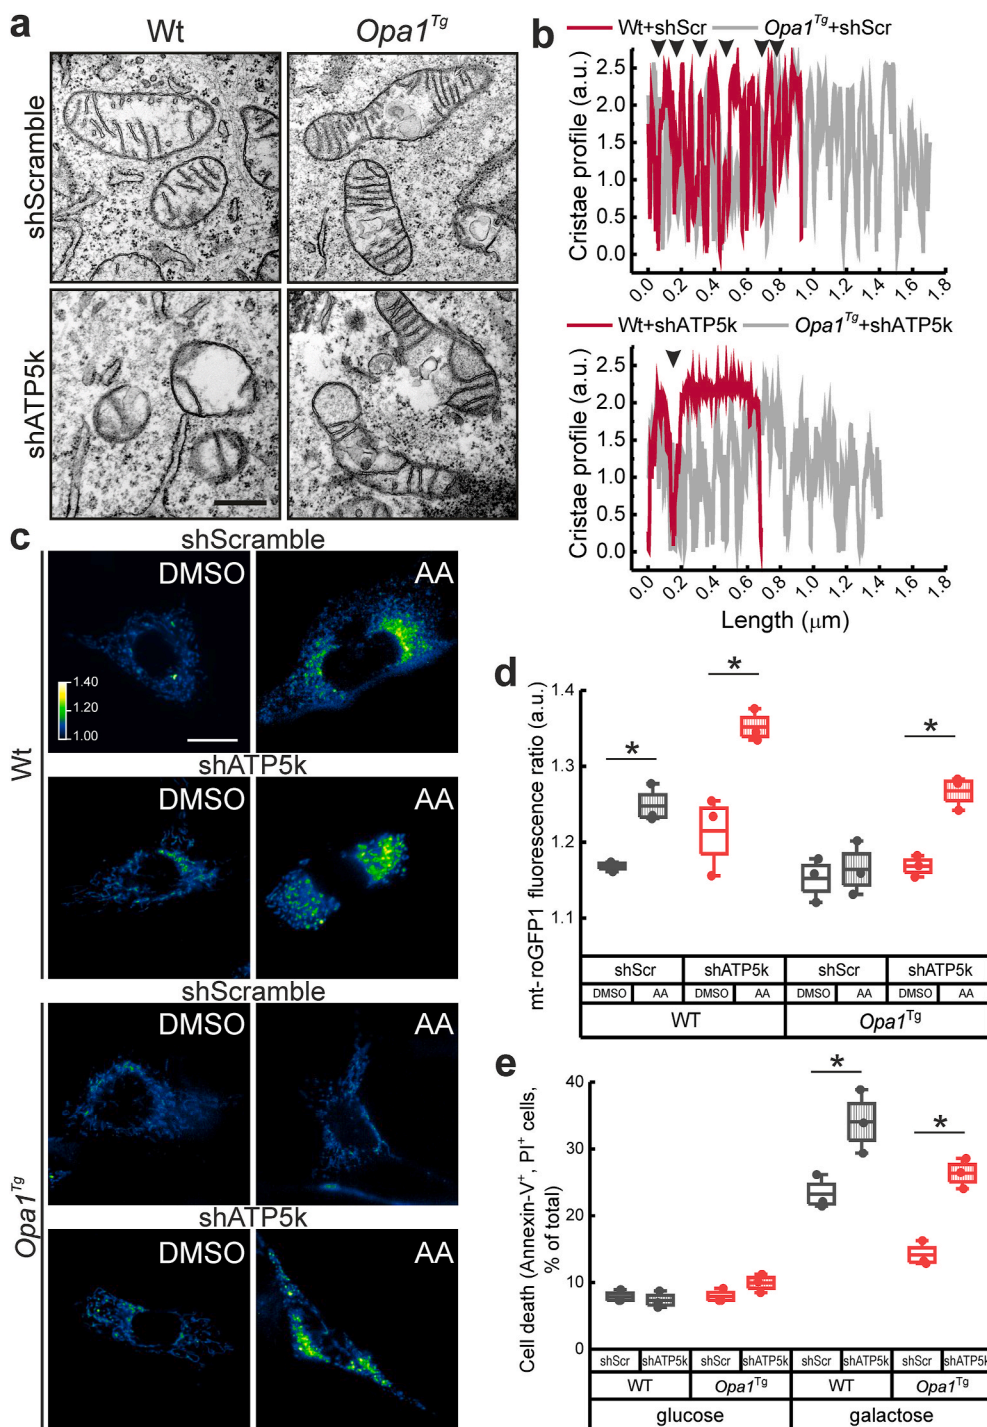 a
Wt
Opa1Tg
shScramble
shATP5k
b
Wt+shScr
Opa1Tg+shScr
Cristae profile (a.u.)
2.5
2.0
1.5
1.0
0.5
0.0
0.0 0.2 0.4 0.6 0.8 1.0 1.2 1.4 1.6 1.8
Wt+shATP5k
Opa1Tg+shATP5k
Cristae profile (a.u.)
2.5
2.0
1.5
1.0
0.5
0.0
0.0 0.2 0.4 0.6 0.8 1.0 1.2 1.4 1.6 1.8
Length (μm)
c
shScramble
DMSO
AA
1.40
1.20
1.00
Wt
shATP5k
DMSO
AA
shScramble
DMSO
AA
Opa1Tg
shATP5k
DMSO
AA
d
mt-roGFP1 fluorescence ratio (a.u.)
1.4
1.3
1.2
1.1
* * *
shScr shATP5k shScr shATP5k
DMSO AA DMSO AA DMSO AA DMSO AA
WT Opa1Tg
e
Cell death (Annexin-V+, PI+ cells,
% of total)
40
30
20
10
0
* *
shScr shATP5k shScr shATP5k shScr shATP5k shScr shATP5k
WT Opa1Tg WT Opa1Tg
glucose galactose